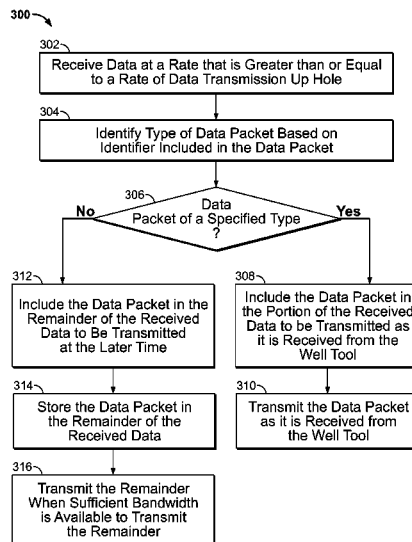 300
302
Receive Data at a Rate that is Greater than or Equal
to a Rate of Data Transmission Up Hole
304
Identify Type of Data Packet Based on
Identifier Included in the Data Packet
306
Data
Packet of a Specified Type
?
No
Yes
312
Include the Data Packet in the
Remainder of the Received
Data to Be Transmitted
at the Later Time
308
Include the Data Packet in
the Portion of the Received
Data to be Transmitted as
it is Received from the
Well Tool
314
Store the Data Packet in
the Remainder of the
Received Data
310
Transmit the Data Packet
as it is Received from
the Well Tool
316
Transmit the Remainder
When Sufficient Bandwidth
is Available to Transmit
the Remainder